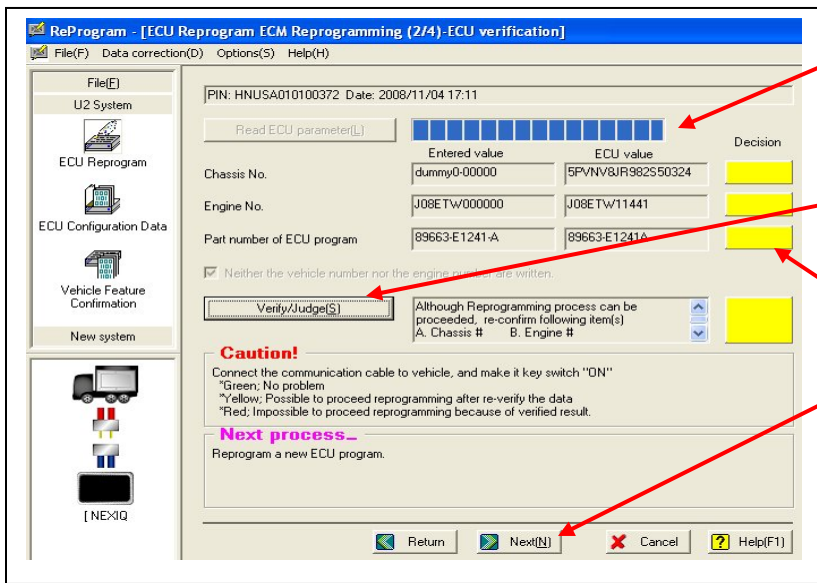 ReProgram - [ECU Reprogram ECM Reprogramming (2/4)-ECU verification]
File(F) Data correction(D) Options(S) Help(H)
File(F)
U2 System
ECU Reprogram
ECU Configuration Data
Vehicle Feature
Confirmation
New system
[ NEXIQ
PIN: HNUSA010100372 Date: 2008/11/04 17:11
Read ECU parameter(L)
Entered value ECU value Decision
Chassis No. dummy0-00000 5PVNV8JR982S50324
Engine No. J08ETW000000 J08ETW11441
Part number of ECU program 89663-E1241-A 89663-E1241A
Neither the vehicle number nor the engine number are written.
Verify/Judge(S)
Although Reprogramming process can be
proceeded, re-confirm following item(s)
A. Chassis # B. Engine #
Caution!
Connect the communication cable to vehicle, and make it key switch "ON"
*Green; No problem
*Yellow; Possible to proceed reprogramming after re-verify the data
*Red; Impossible to proceed reprogramming because of verified result.
Next process...
Reprogram a new ECU program.
Return Next(N) Cancel Help(F1)